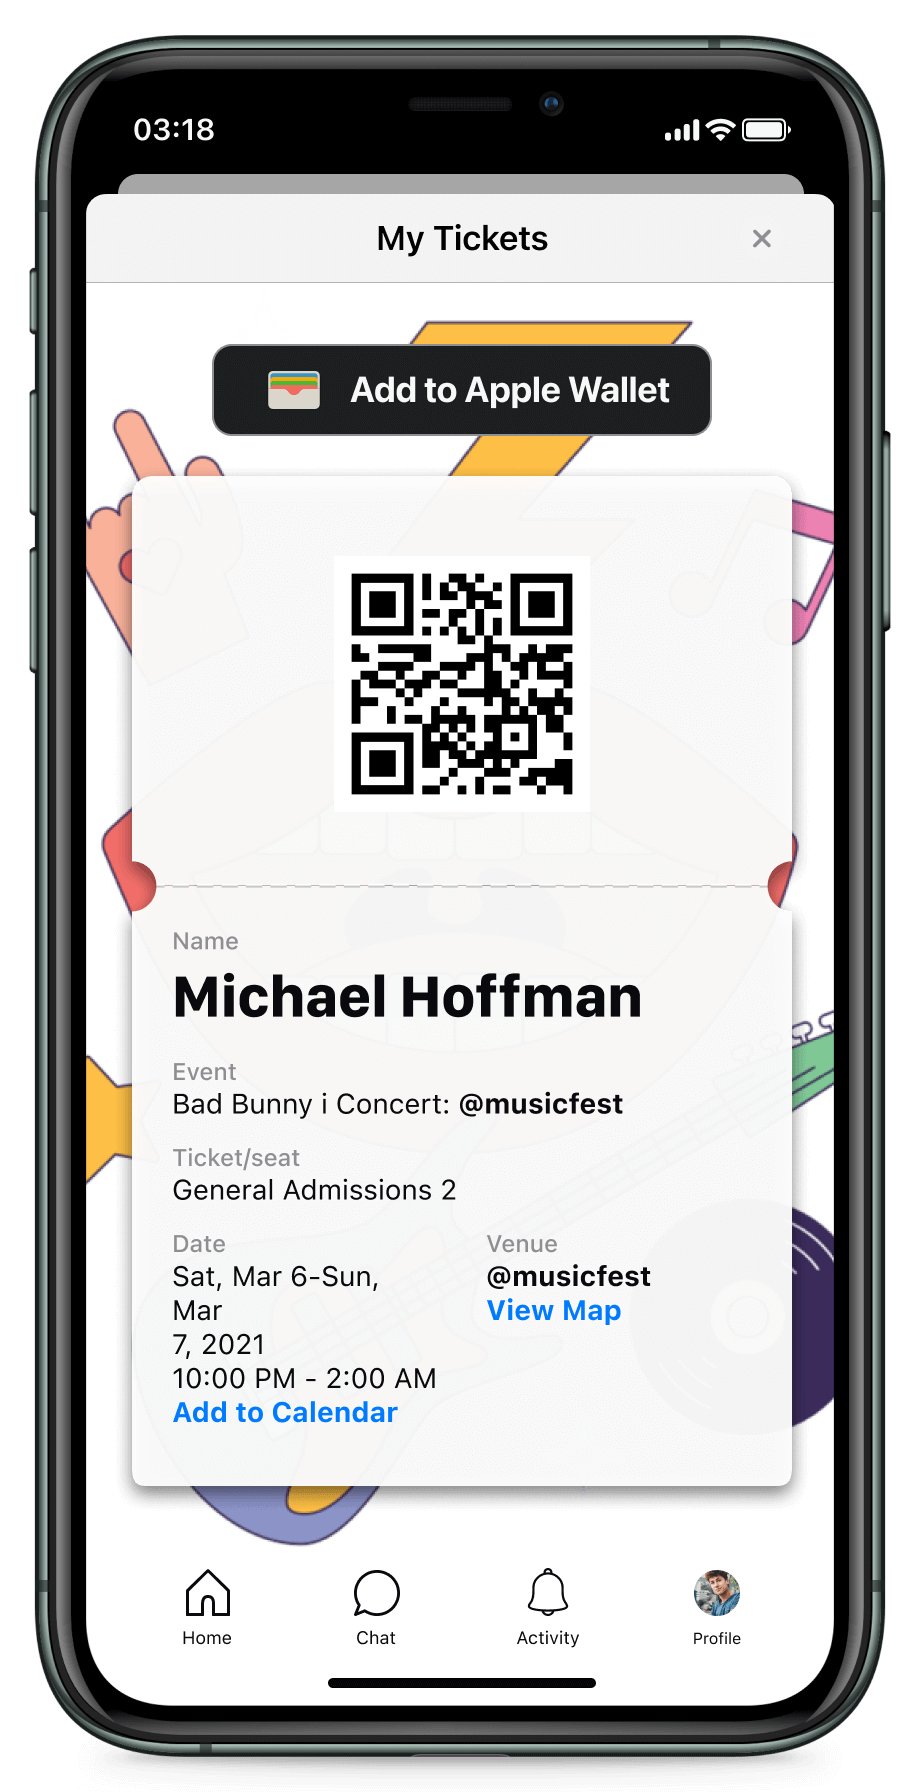 03:18
My Tickets
Add to Apple Wallet
Name
Michael Hoffman
Event
Bad Bunny i Concert: @musicfest
Ticket/seat
General Admissions 2
Date
Sat, Mar 6-Sun,
Mar
7, 2021
10:00 PM - 2:00 AM
Add to Calendar
Venue
@musicfest
View Map
Home
Chat
Activity
Profile